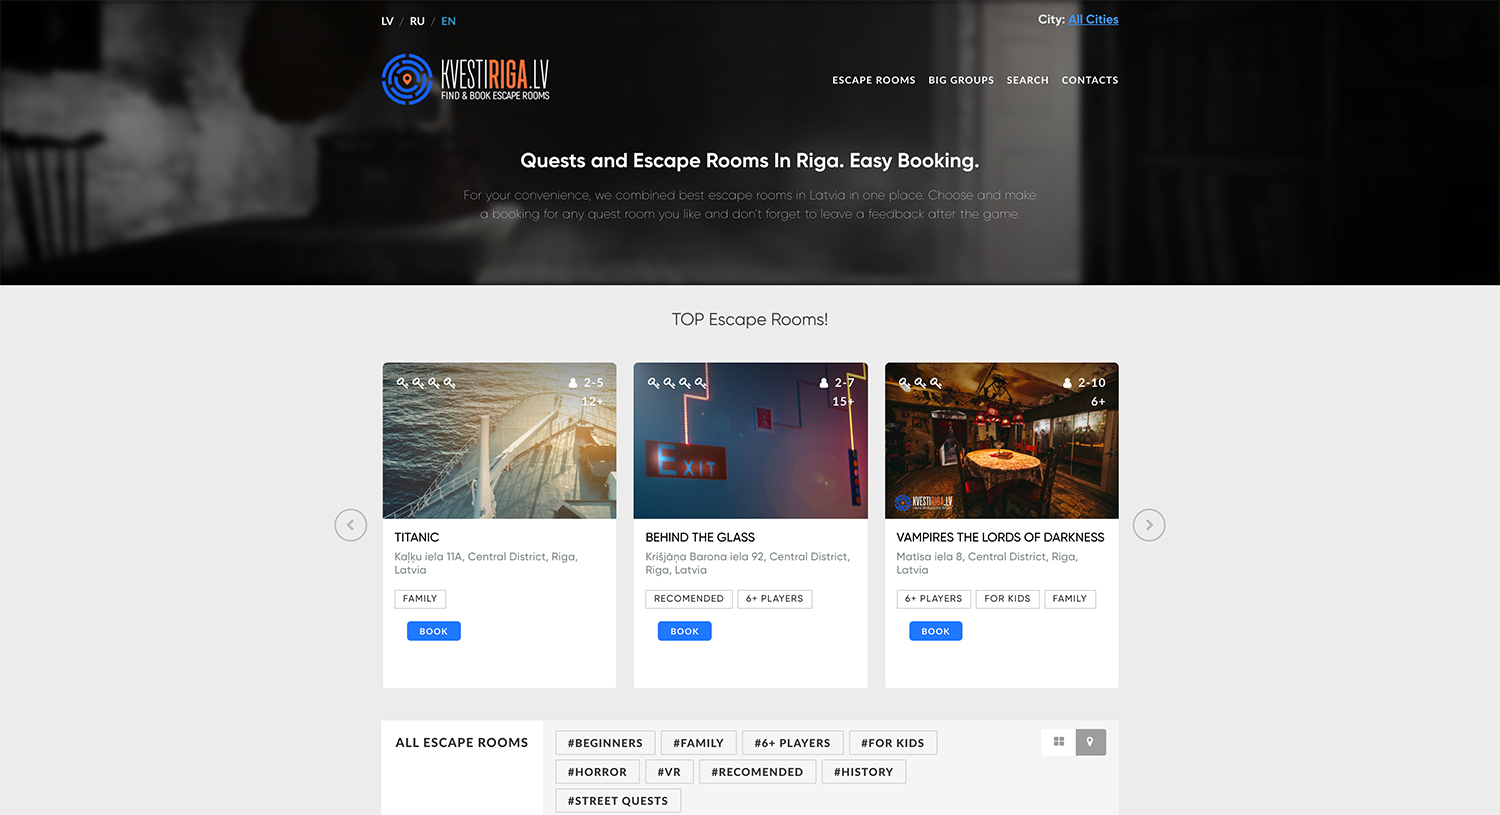 LV / RU / EN
City: All Cities
KVESTIRIGA.LV
FIND & BOOK ESCAPE ROOMS
ESCAPE ROOMS BIG GROUPS SEARCH CONTACTS
Quests and Escape Rooms In Riga. Easy Booking.
For your convenience, we combined best escape rooms in Latvia in one place. Choose and make
a booking for any quest room you like and don't forget to leave a feedback after the game.
TOP Escape Rooms!
2-5
12+
TITANIC
Kaļķu iela 11A, Central District, Riga,
Latvia
FAMILY
BOOK
2-7
15+
EXIT
BEHIND THE GLASS
Krišjāņa Barona iela 92, Central District,
Riga, Latvia
RECOMENDED 6+ PLAYERS
BOOK
2-10
6+
KVESTIRIGA.LV
VAMPIRES THE LORDS OF DARKNESS
Matisa iela 8, Central District, Riga,
Latvia
6+ PLAYERS FOR KIDS FAMILY
BOOK
ALL ESCAPE ROOMS
#BEGINNERS #FAMILY #6+ PLAYERS #FOR KIDS
#HORROR #VR #RECOMENDED #HISTORY
#STREET QUESTS